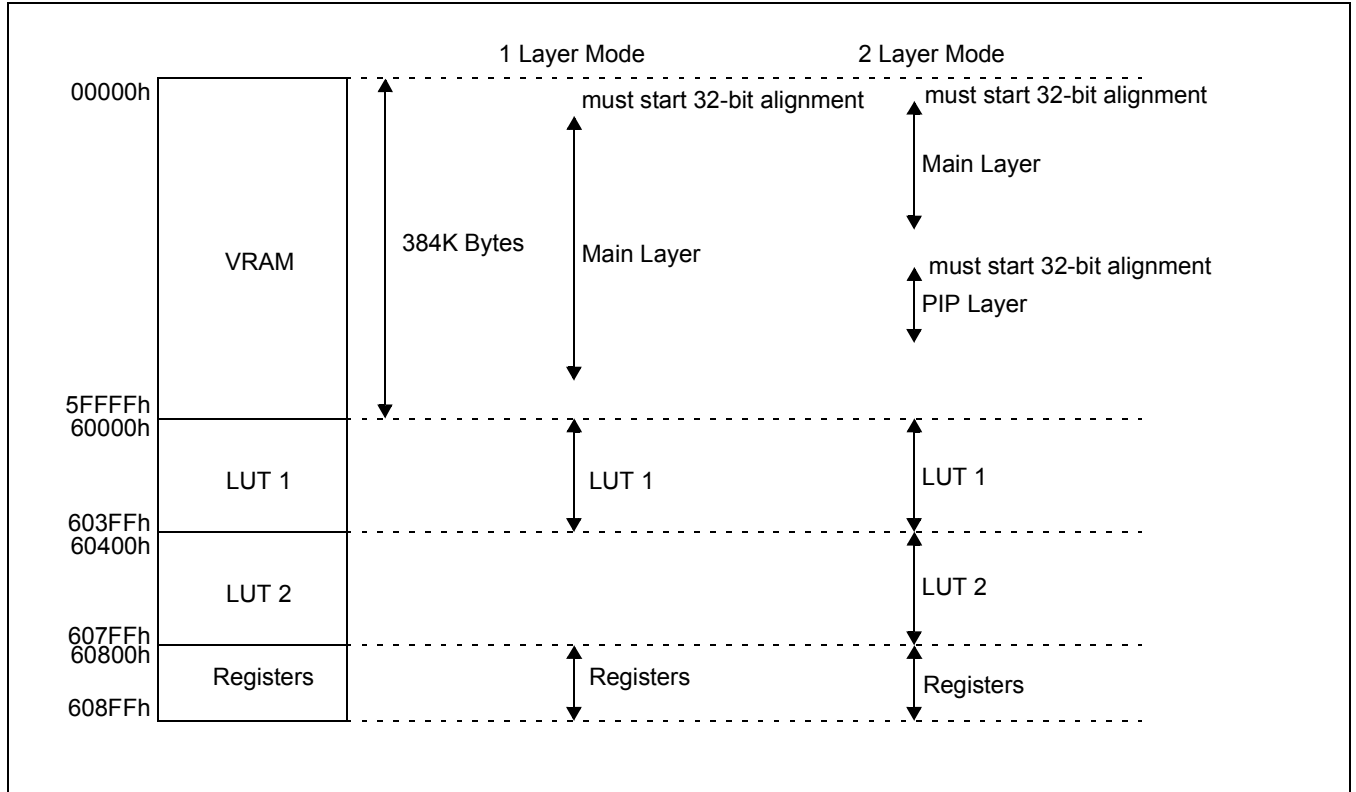 1 Layer Mode
2 Layer Mode
00000h
must start 32-bit alignment
must start 32-bit alignment
Main Layer
384K Bytes
VRAM
Main Layer
must start 32-bit alignment
PIP Layer
5FFFFh
60000h
LUT 1
LUT 1
LUT 1
603FFh
60400h
LUT 2
LUT 2
607FFh
60800h
Registers
Registers
Registers
608FFh